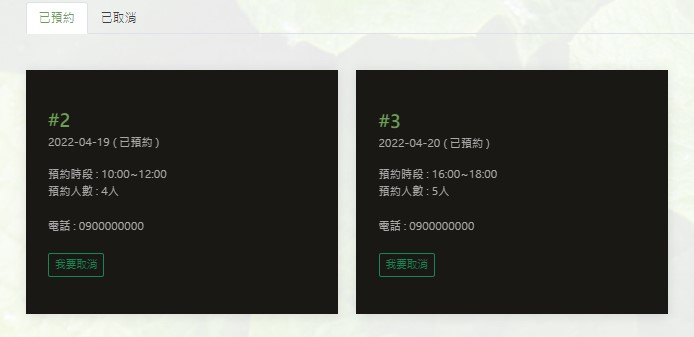 已預約 已取消
#2
2022-04-19 ( 已預約 )
預約時段 : 10:00~12:00
預約人數 : 4人
電話 : 0900000000
我要取消
#3
2022-04-20 ( 已預約 )
預約時段 : 16:00~18:00
預約人數 : 5人
電話 : 0900000000
我要取消